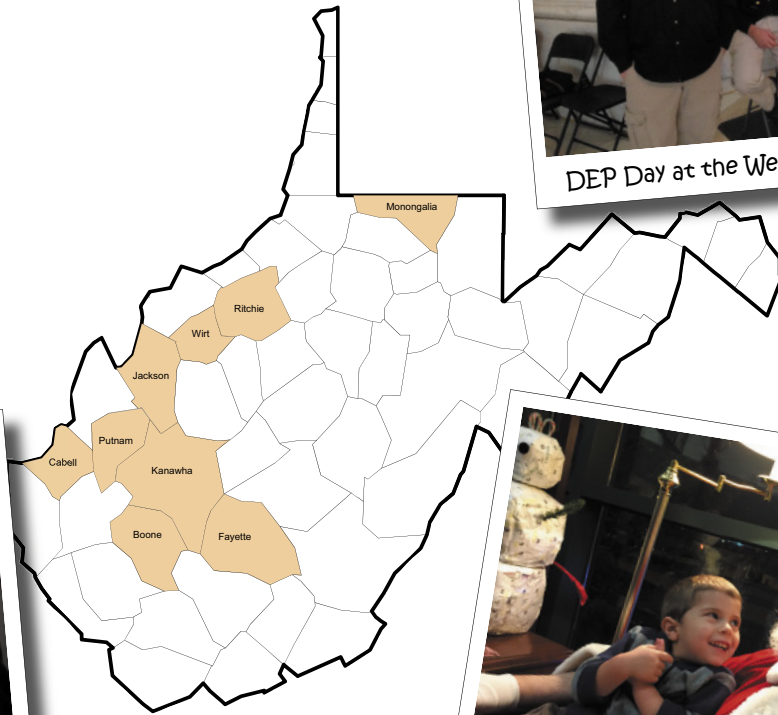 DEP Day at the We
Monongalia
Ritchie
Wirt
Jackson
Putnam
Cabell
Kanawha
Boone
Fayette